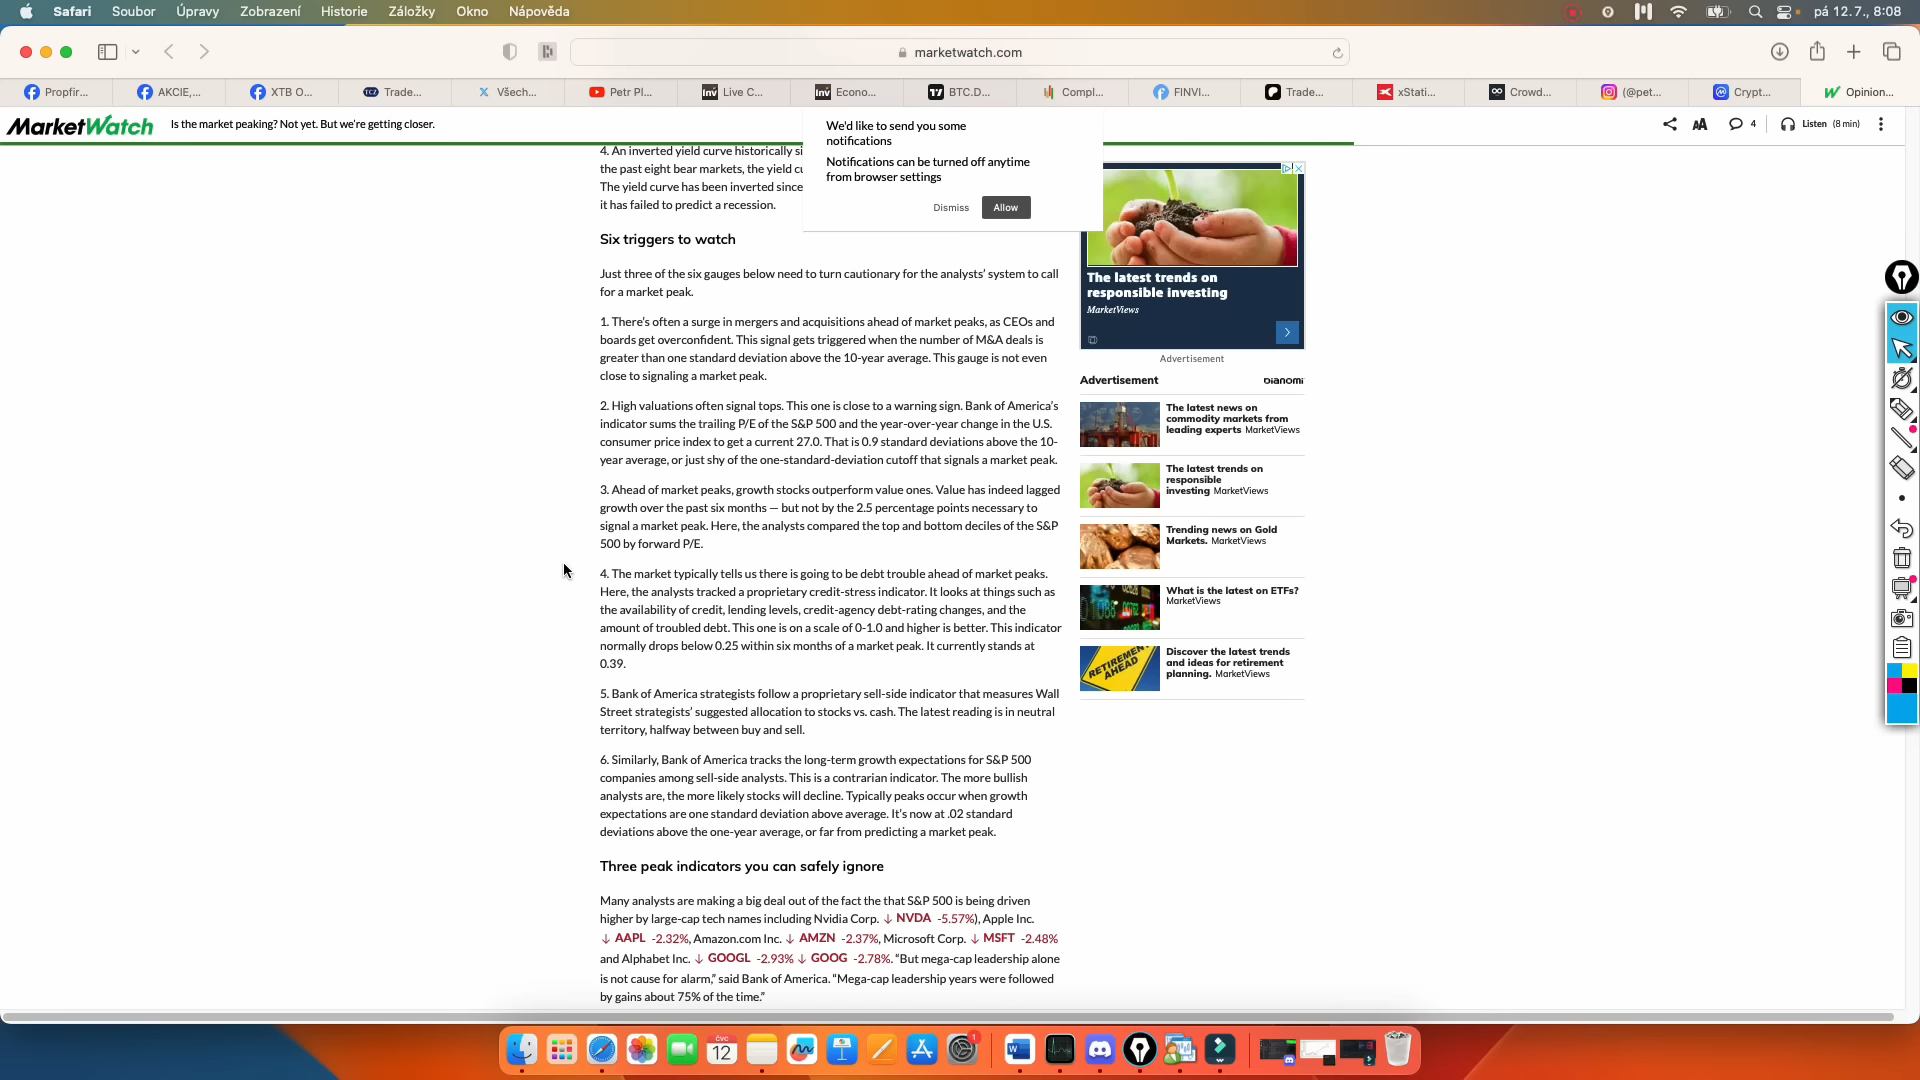 Safari Soubor Úpravy Zobrazení Historie Záložky Okno Nápověda pá 12.7., 8:08
marketwatch.com
Propfir... AKCIE,... XTB O... Trade... Všech... Petr Pl... Live C... Econo... BTC.D... Compl... FINVI... Trade... xStati... Crowd... (@pet... Crypt... Opinion...
MarketWatch Is the market peaking? Not yet. But we're getting closer. AA 4 Listen (8 min)
We'd like to send you some
notifications
Notifications can be turned off anytime
from browser settings
Dismiss Allow
4. An inverted yield curve historically si
the past eight bear markets, the yield cu
The yield curve has been inverted since
it has failed to predict a recession.
Six triggers to watch
Just three of the six gauges below need to turn cautionary for the analysts' system to call
for a market peak.
1. There's often a surge in mergers and acquisitions ahead of market peaks, as CEOs and
boards get overconfident. This signal gets triggered when the number of M&A deals is
greater than one standard deviation above the 10-year average. This gauge is not even
close to signaling a market peak.
2. High valuations often signal tops. This one is close to a warning sign. Bank of America's
indicator sums the trailing P/E of the S&P 500 and the year-over-year change in the U.S.
consumer price index to get a current 27.0. That is 0.9 standard deviations above the 10-
year average, or just shy of the one-standard-deviation cutoff that signals a market peak.
3. Ahead of market peaks, growth stocks outperform value ones. Value has indeed lagged
growth over the past six months — but not by the 2.5 percentage points necessary to
signal a market peak. Here, the analysts compared the top and bottom deciles of the S&P
500 by forward P/E.
4. The market typically tells us there is going to be debt trouble ahead of market peaks.
Here, the analysts tracked a proprietary credit-stress indicator. It looks at things such as
the availability of credit, lending levels, credit-agency debt-rating changes, and the
amount of troubled debt. This one is on a scale of 0-1.0 and higher is better. This indicator
normally drops below 0.25 within six months of a market peak. It currently stands at
0.39.
5. Bank of America strategists follow a proprietary sell-side indicator that measures Wall
Street strategists' suggested allocation to stocks vs. cash. The latest reading is in neutral
territory, halfway between buy and sell.
6. Similarly, Bank of America tracks the long-term growth expectations for S&P 500
companies among sell-side analysts. This is a contrarian indicator. The more bullish
analysts are, the more likely stocks will decline. Typically peaks occur when growth
expectations are one standard deviation above average. It's now at .02 standard
deviations above the one-year average, or far from predicting a market peak.
Three peak indicators you can safely ignore
Many analysts are making a big deal out of the fact the that S&P 500 is being driven
higher by large-cap tech names including Nvidia Corp. ↓ NVDA -5.57%), Apple Inc.
↓ AAPL -2.32%, Amazon.com Inc. ↓ AMZN -2.37%, Microsoft Corp. ↓ MSFT -2.48%
and Alphabet Inc. ↓ GOOGL -2.93% ↓ GOOG -2.78%. "But mega-cap leadership alone
is not cause for alarm," said Bank of America. "Mega-cap leadership years were followed
by gains about 75% of the time."
The latest trends on
responsible investing
MarketViews
Advertisement
Advertisement bianomi
The latest news on
commodity markets from
leading experts MarketViews
The latest trends on
responsible
investing MarketViews
Trending news on Gold
Markets. MarketViews
What is the latest on ETFs?
MarketViews
RETIREMENT
AHEAD
Discover the latest trends
and ideas for retirement
planning. MarketViews
ČVC
12
1